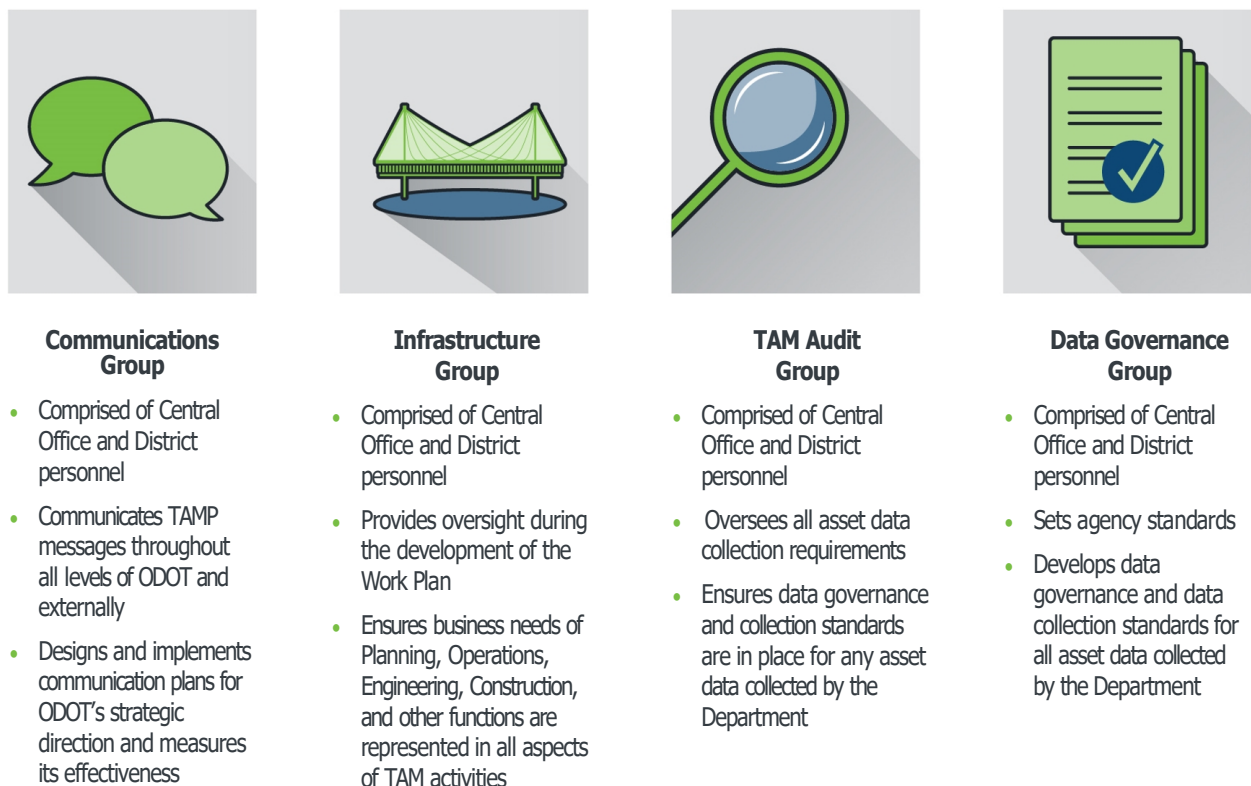 Communications
Group
• Comprised of Central
Office and District
personnel
• Communicates TAMP
messages throughout
all levels of ODOT and
externally
• Designs and implements
communication plans for
ODOT's strategic
direction and measures
its effectiveness
Infrastructure
Group
• Comprised of Central
Office and District
personnel
• Provides oversight during
the development of the
Work Plan
• Ensures business needs of
Planning, Operations,
Engineering, Construction,
and other functions are
represented in all aspects
of TAM activities
TAM Audit
Group
• Comprised of Central
Office and District
personnel
• Oversees all asset data
collection requirements
• Ensures data governance
and collection standards
are in place for any asset
data collected by the
Department
Data Governance
Group
• Comprised of Central
Office and District
personnel
• Sets agency standards
• Develops data
governance and data
collection standards for
all asset data collected
by the Department